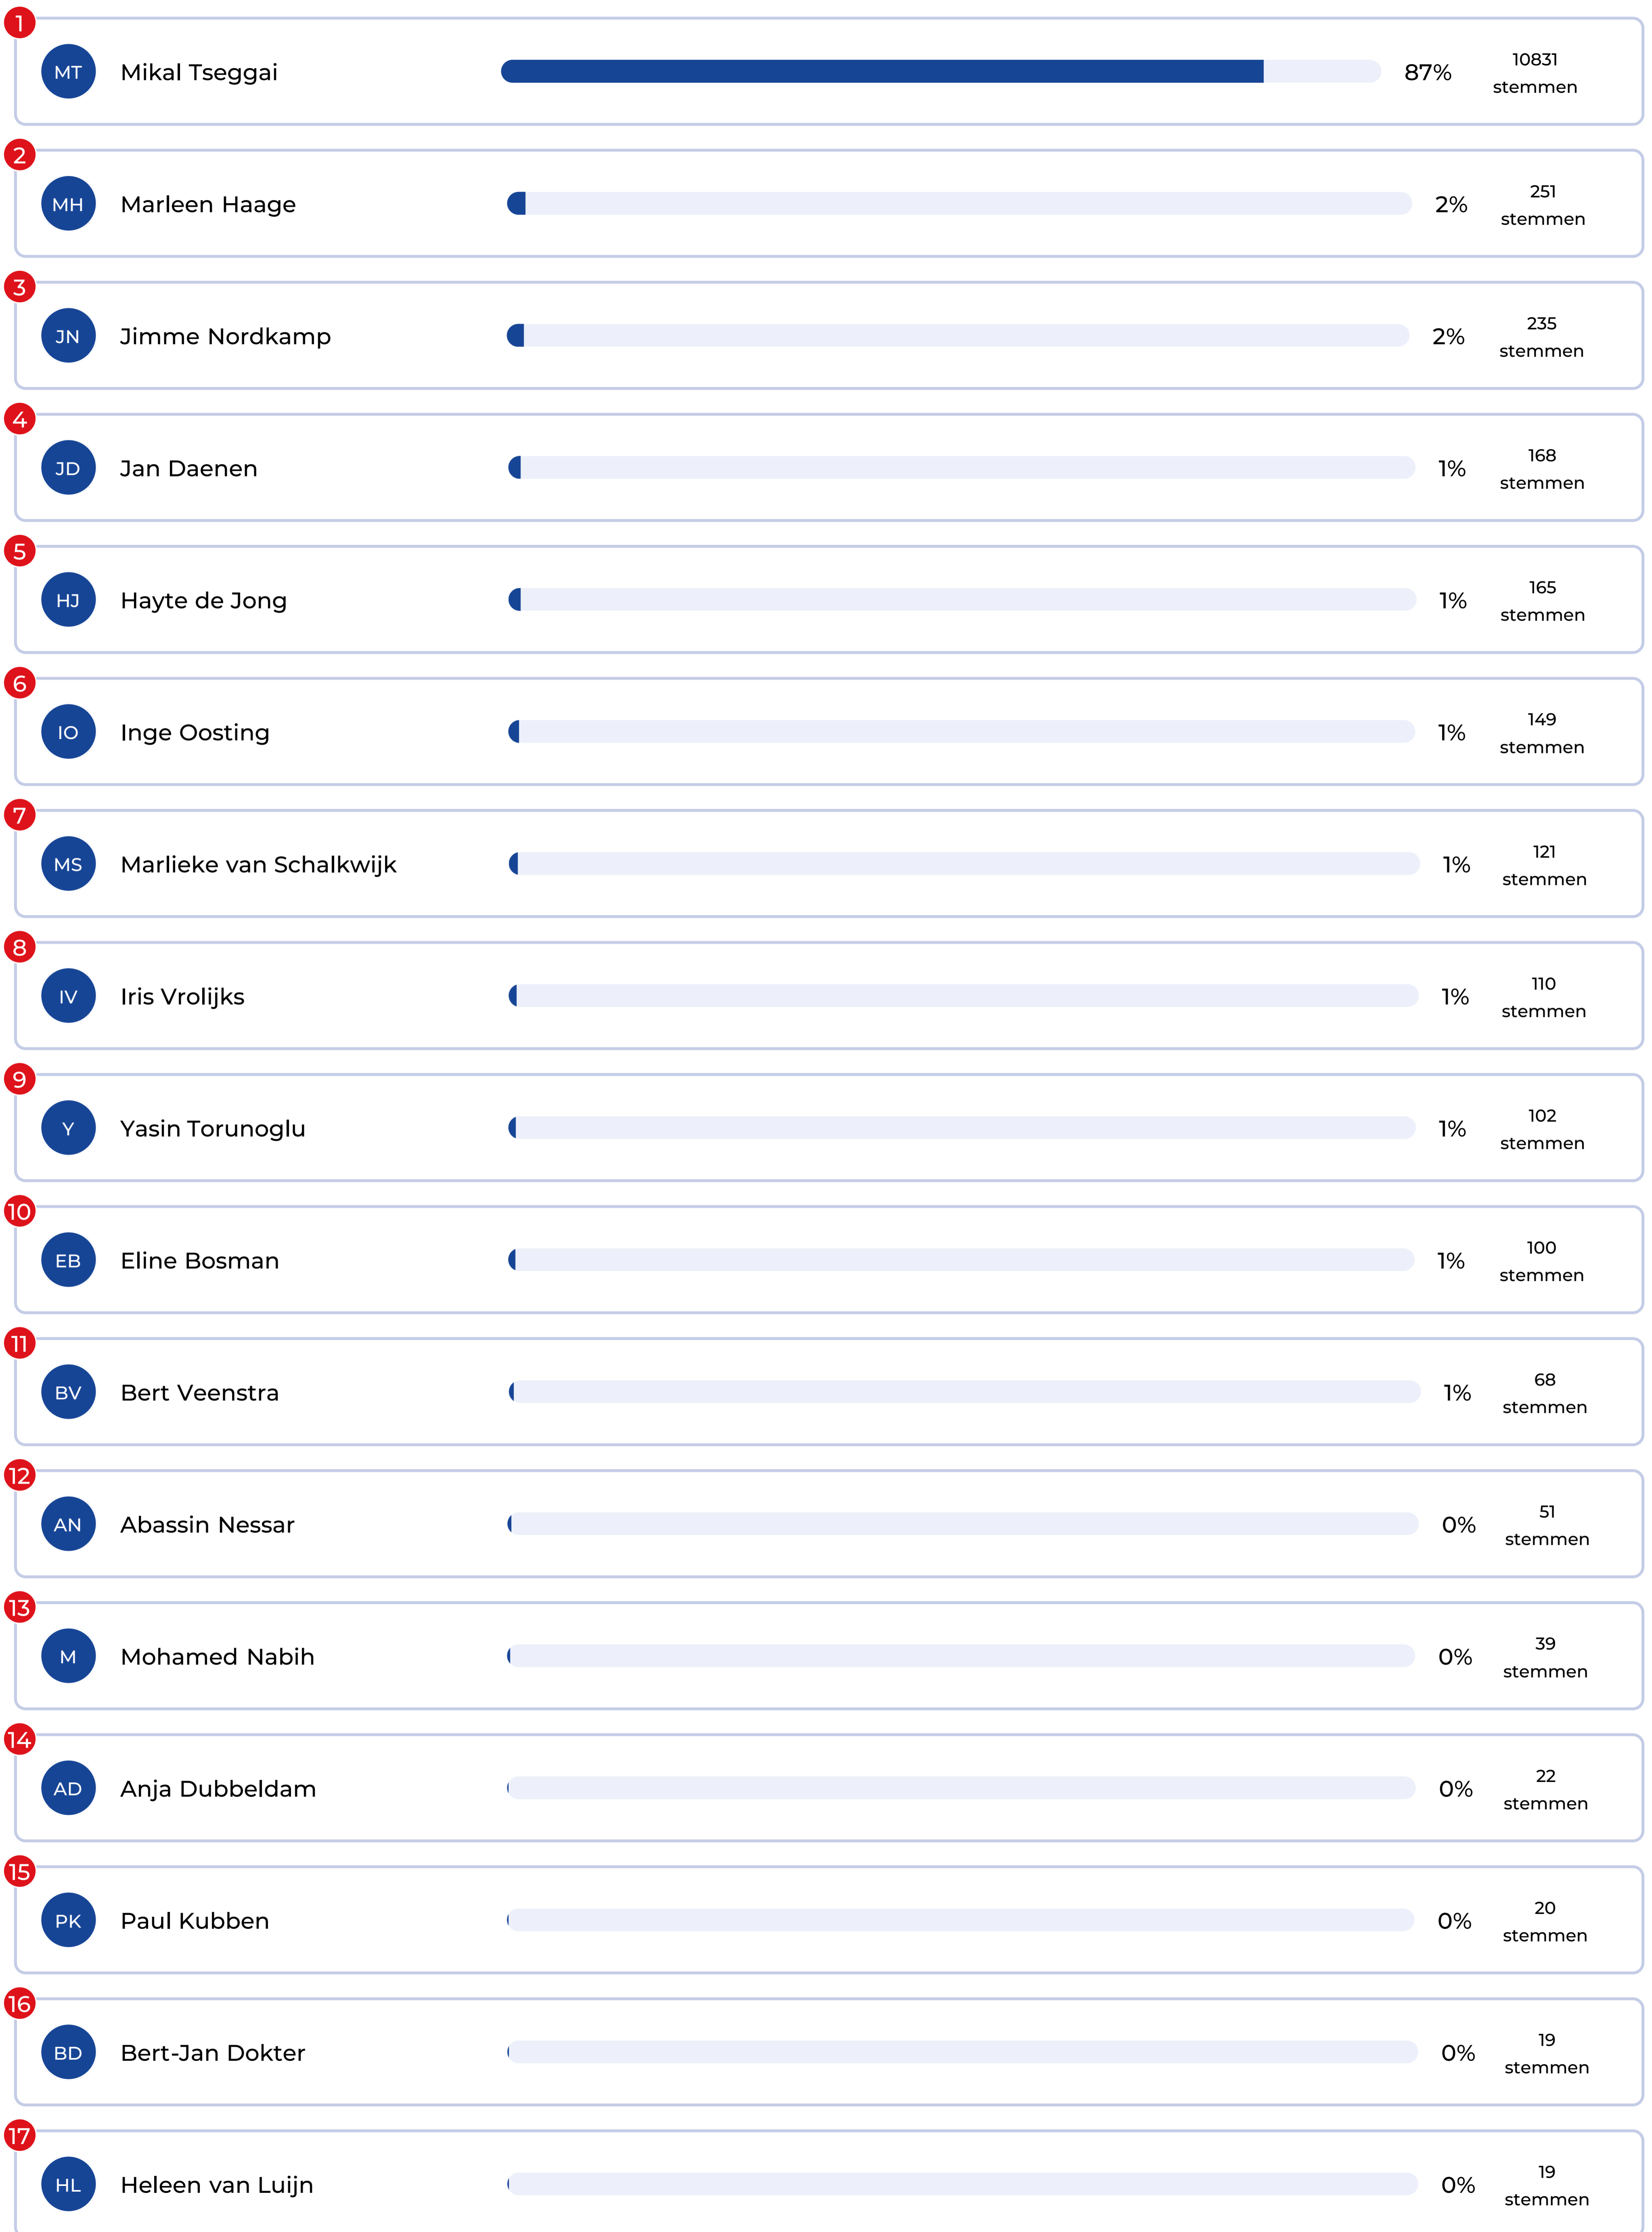 1
MT Mikal Tseggai 87% 10831
stemmen
2
MH Marleen Haage 2% 251
stemmen
3
JN Jimme Nordkamp 2% 235
stemmen
4
JD Jan Daenen 1% 168
stemmen
5
HJ Hayte de Jong 1% 165
stemmen
6
IO Inge Oosting 1% 149
stemmen
7
MS Marlieke van Schalkwijk 1% 121
stemmen
8
IV Iris Vrolijks 1% 110
stemmen
9
Y Yasin Torunoglu 1% 102
stemmen
10
EB Eline Bosman 1% 100
stemmen
11
BV Bert Veenstra 1% 68
stemmen
12
AN Abassin Nessar 0% 51
stemmen
13
M Mohamed Nabih 0% 39
stemmen
14
AD Anja Dubbeldam 0% 22
stemmen
15
PK Paul Kubben 0% 20
stemmen
16
BD Bert-Jan Dokter 0% 19
stemmen
17
HL Heleen van Luijn 0% 19
stemmen